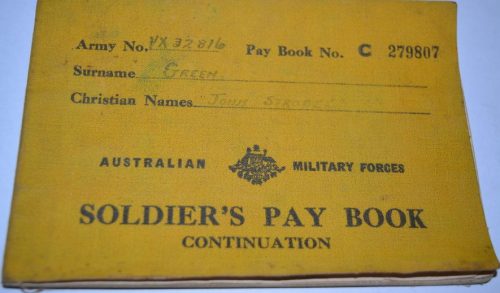 Army No. VX 32816 Pay Book No. C 279807
Surname GREEN
Christian Names JOHN
AUSTRALIAN MILITARY FORCES
SOLDIER'S PAY BOOK
CONTINUATION